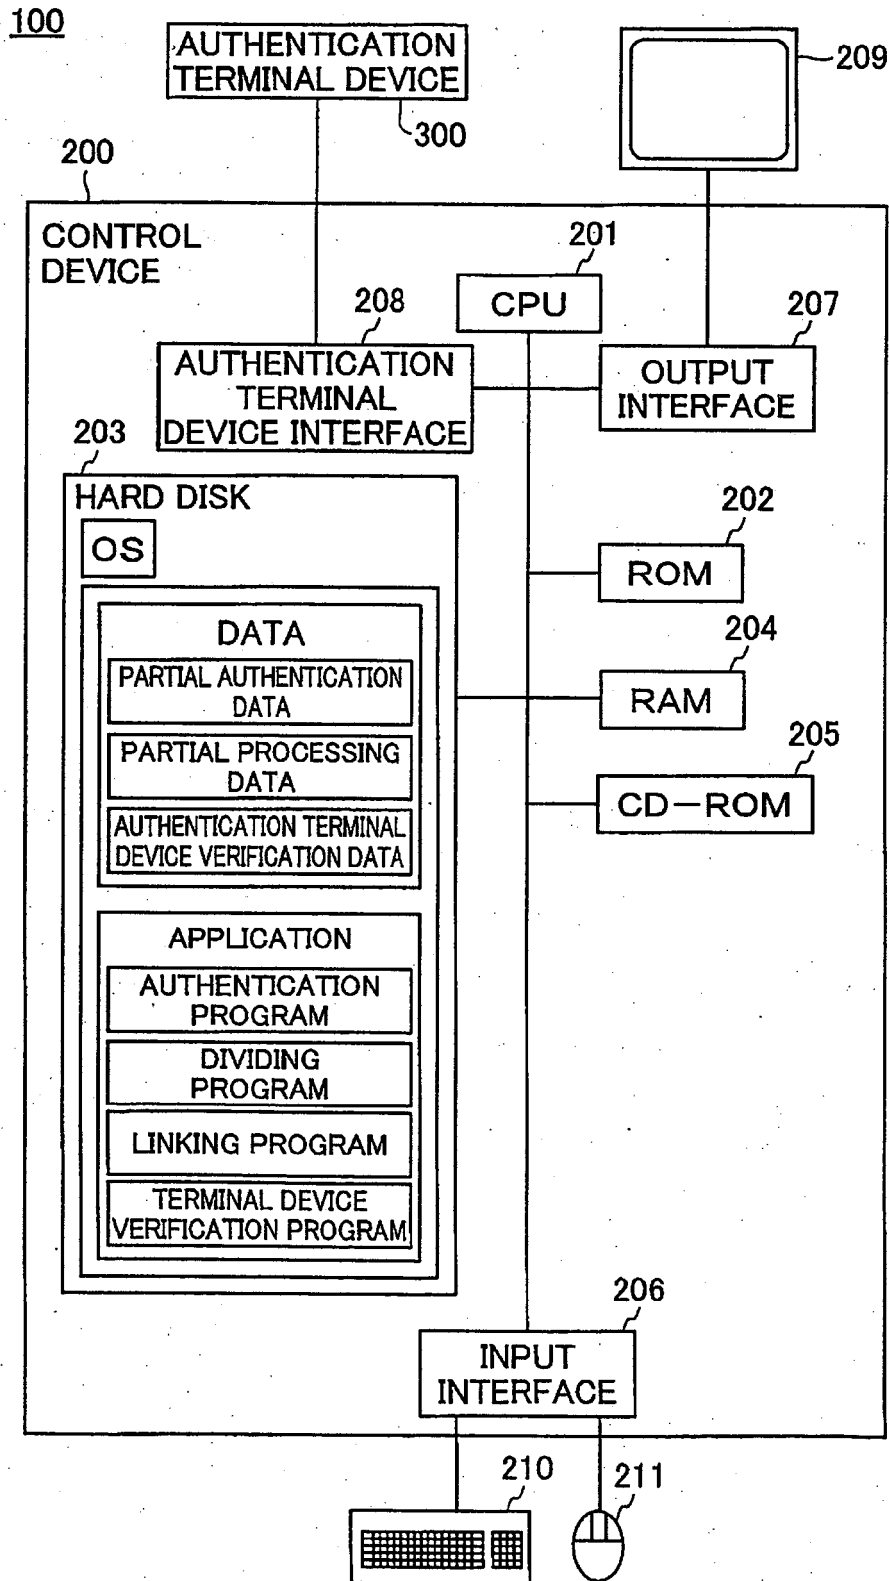 100
AUTHENTICATION
TERMINAL DEVICE
300
209
200
CONTROL
DEVICE
201
CPU
208
AUTHENTICATION
TERMINAL
DEVICE INTERFACE
207
OUTPUT
INTERFACE
203
HARD DISK
OS
202
ROM
DATA
PARTIAL AUTHENTICATION
DATA
204
RAM
PARTIAL PROCESSING
DATA
205
CD-ROM
AUTHENTICATION TERMINAL
DEVICE VERIFICATION DATA
APPLICATION
AUTHENTICATION
PROGRAM
DIVIDING
PROGRAM
LINKING PROGRAM
TERMINAL DEVICE
VERIFICATION PROGRAM
206
INPUT
INTERFACE
210
211